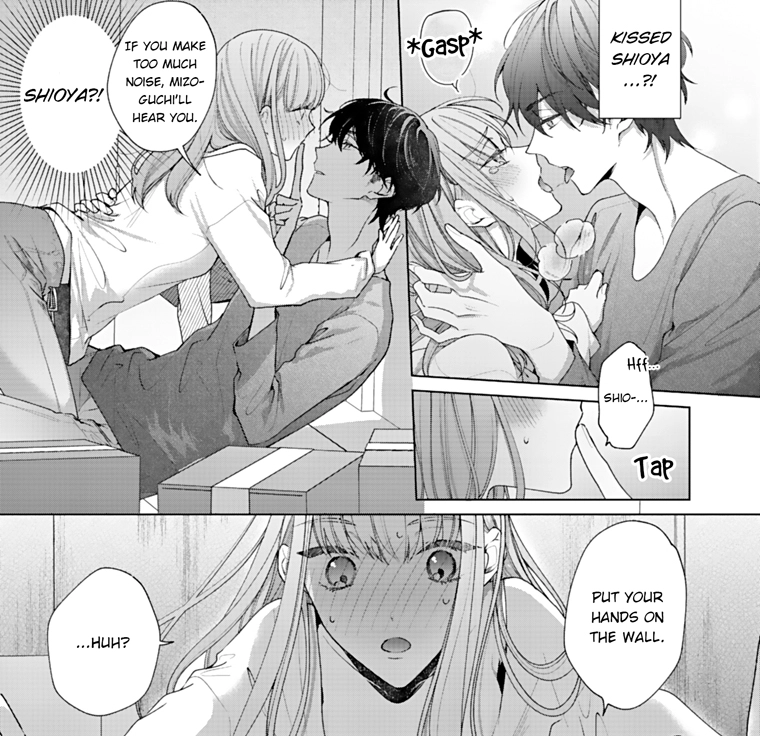 KISSED
SHIOYA
...?!
*GASP*
Hff...
SHIO-...
TAP
IF YOU MAKE
TOO MUCH
NOISE, MIZO-
GUCHI'LL
HEAR YOU.
SHIOYA?!
PUT YOUR
HANDS ON
THE WALL.
...HUH?